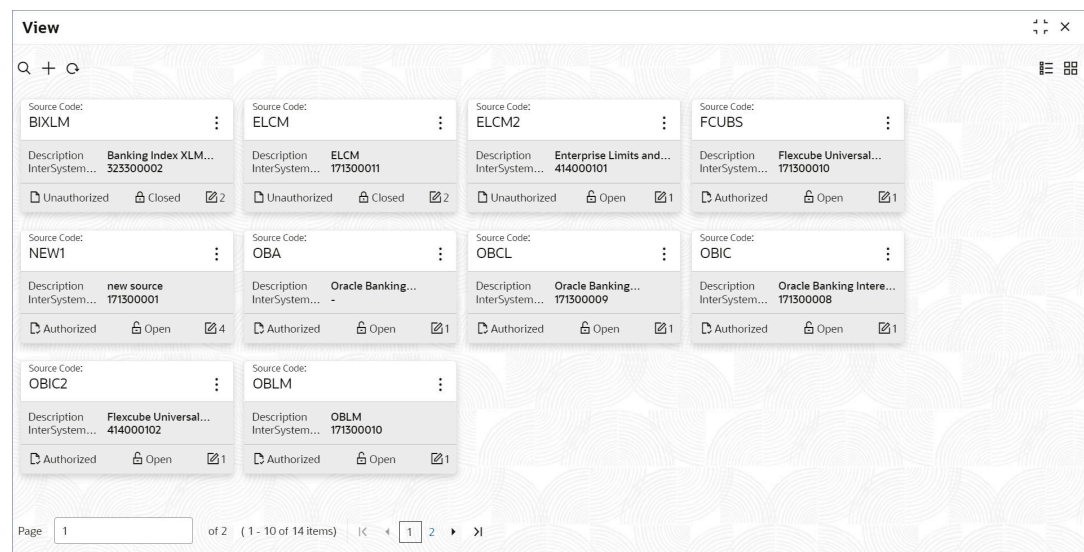 View
Source Code:
BIXLM
Description Banking Index XLM...
InterSystem... 323300002
Unauthorized Closed 2
Source Code:
ELCM
Description ELCM
InterSystem... 171300011
Unauthorized Closed 2
Source Code:
ELCM2
Description Enterprise Limits and...
InterSystem... 414000101
Unauthorized Open 1
Source Code:
FCUBS
Description Flexcube Universal...
InterSystem... 171300010
Authorized Open 1
Source Code:
NEW1
Description new source
InterSystem... 171300001
Authorized Open 4
Source Code:
OBA
Description Oracle Banking...
InterSystem... -
Authorized Open 1
Source Code:
OBCL
Description Oracle Banking...
InterSystem... 171300009
Authorized Open 1
Source Code:
OBIC
Description Oracle Banking Intere...
InterSystem... 171300008
Authorized Open 1
Source Code:
OBIC2
Description Flexcube Universal...
InterSystem... 414000102
Authorized Open 1
Source Code:
OBLM
Description OBLM
InterSystem... 171300010
Authorized Open 1
Page 1 of 2 ( 1 - 10 of 14 items) 1 2